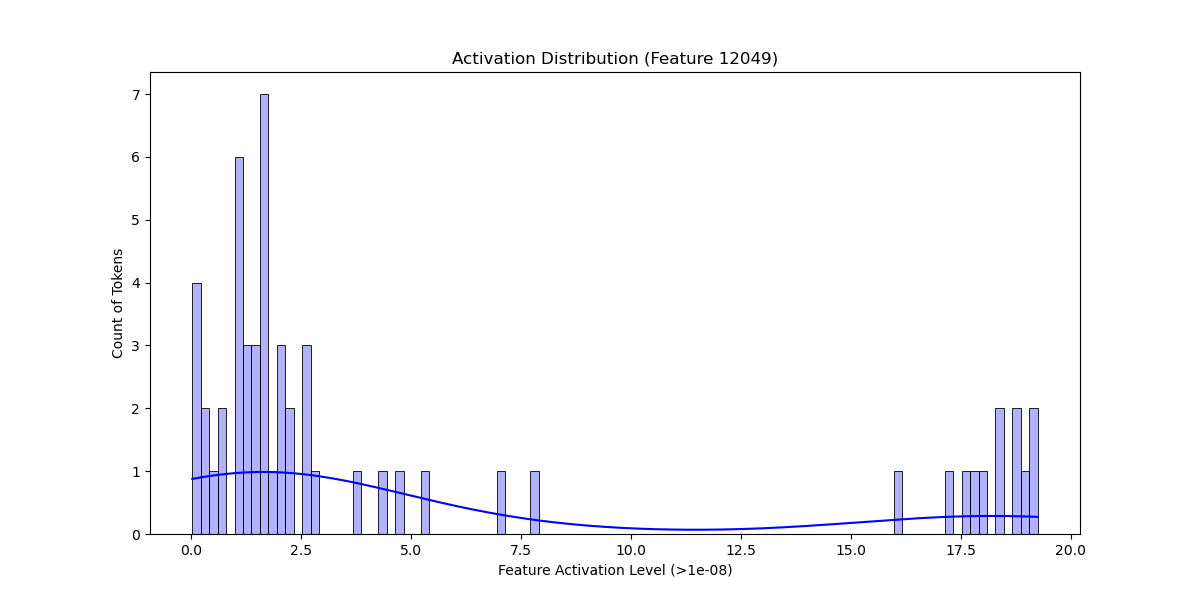 Activation Distribution (Feature 12049)
7
6
5
4
3
2
1
0
Count of Tokens
0.0 2.5 5.0 7.5 10.0 12.5 15.0 17.5 20.0
Feature Activation Level (>1e-08)